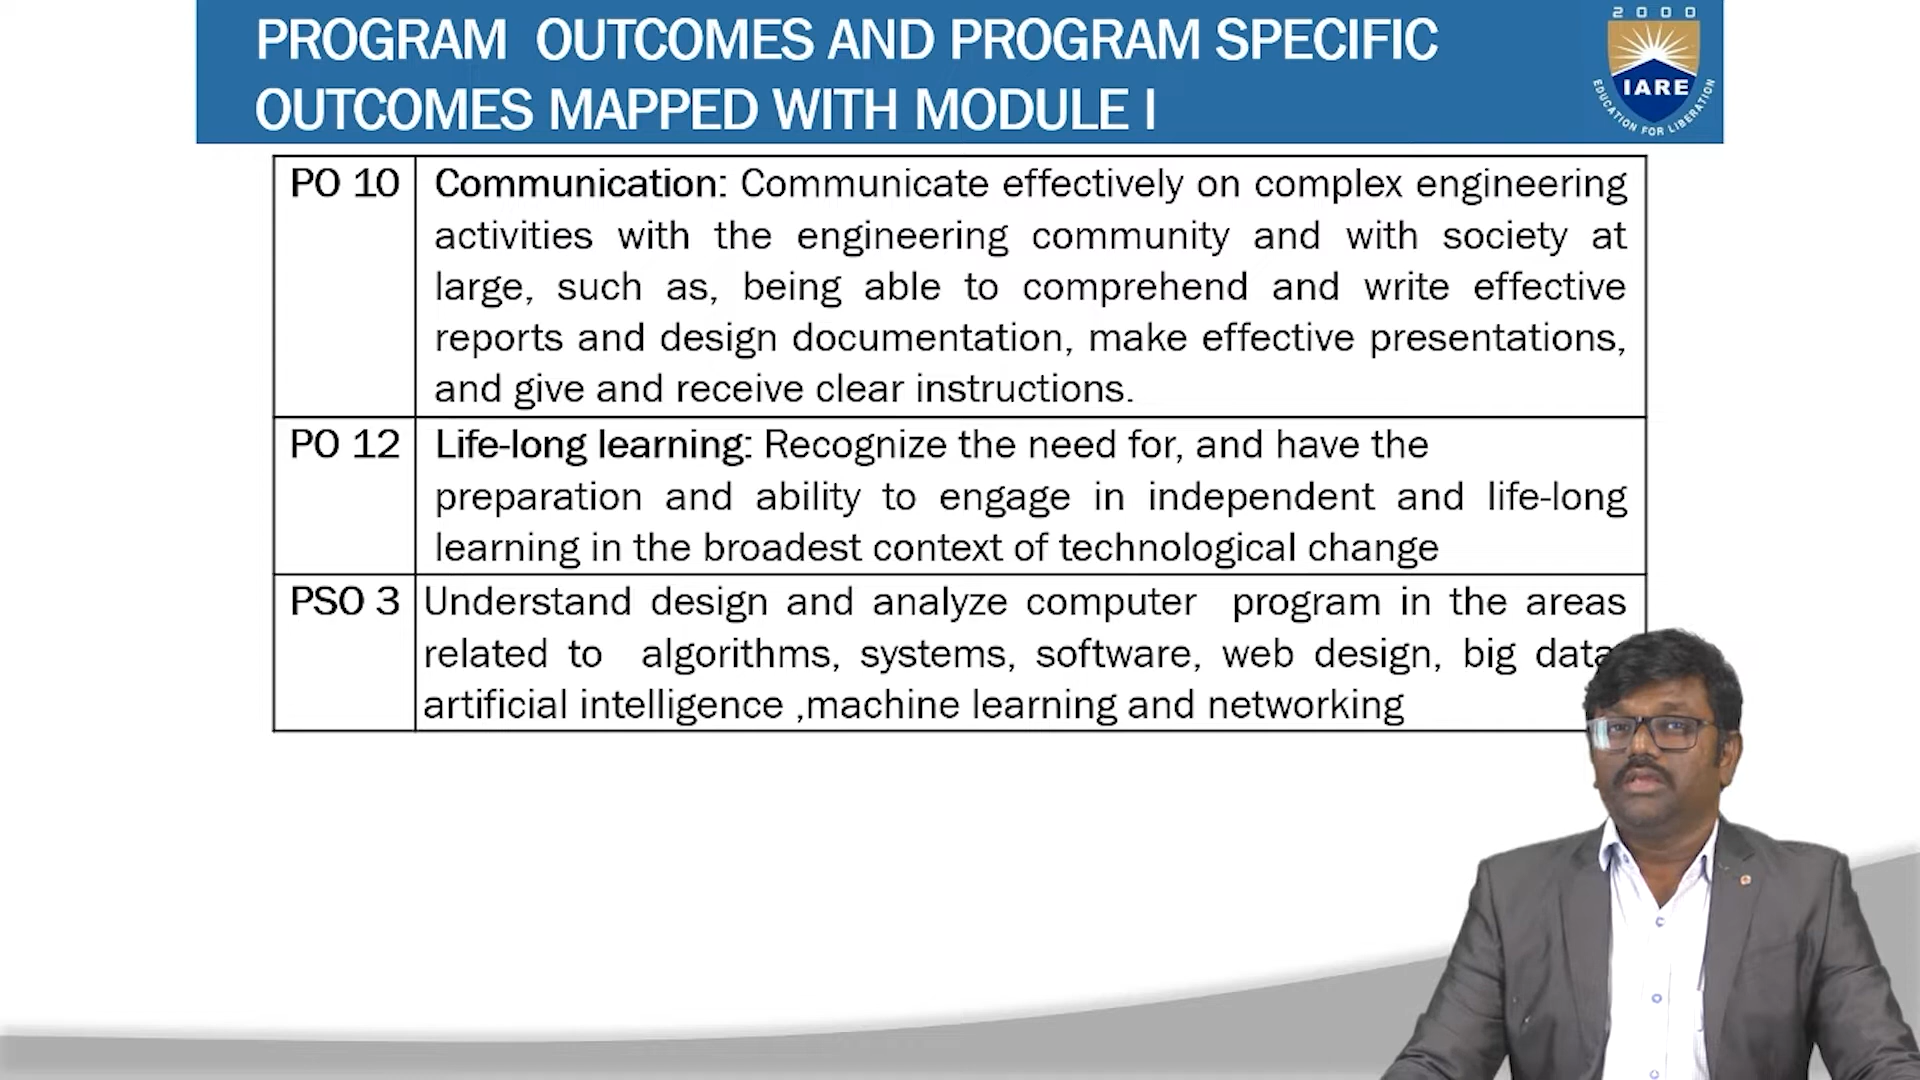 PROGRAM OUTCOMES AND PROGRAM SPECIFIC
OUTCOMES MAPPED WITH MODULE I
2000
IARE
EDUCATION FOR LIBERATION
PO 10
Communication: Communicate effectively on complex engineering
activities with the engineering community and with society at
large, such as, being able to comprehend and write effective
reports and design documentation, make effective presentations,
and give and receive clear instructions.
PO 12
Life-long learning: Recognize the need for, and have the
preparation and ability to engage in independent and life-long
learning in the broadest context of technological change
PSO 3
Understand design and analyze computer program in the areas
related to algorithms, systems, software, web design, big data
artificial intelligence ,machine learning and networking